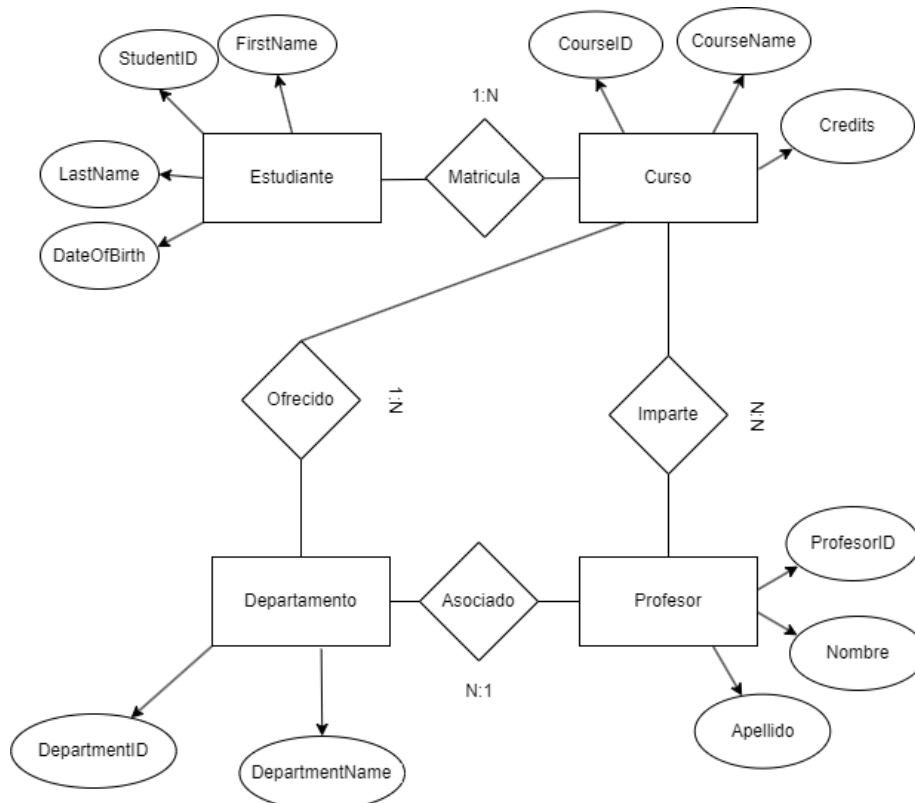 FirstName
StudentID
CourseID
CourseName
1:N
Credits
LastName
Estudiante
Matricula
Curso
DateOfBirth
Ofrecido
1:N
Imparte
N:N
ProfesorID
Departamento
Asociado
Profesor
Nombre
N:1
Apellido
DepartmentID
DepartmentName